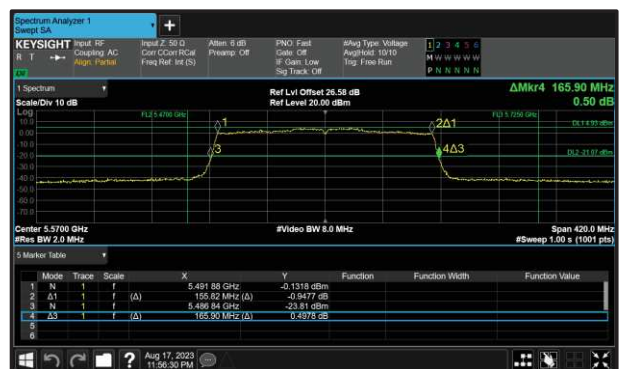 Spectrum Analyzer 1
Swept SA
+
KEYSIGHT Input: RF Input Z: 50 Ω Atten: 6 dB PNO: Fast #Avg Type: Voltage 1 2 3 4 5 6
R T Coupling: AC Corr CCorr RCal Preamp: Off Gate: Off Avg|Hold: 10/10 M W W W W W
Align: Partial Freq Ref: Int (S) IF Gain: Low Trig: Free Run P N N N N N
Sig Track: Off
1 Spectrum Ref Lvl Offset 26.58 dB ΔMkr4 165.90 MHz
Scale/Div 10 dB Ref Level 20.00 dBm 0.50 dB
Log
FL2 5.4700 GHz FL3 5.7250 GHz
10.0
DL1 4.93 dBm
1
2Δ1
0.00
-10.0
3
4Δ3
DL2 -21.07 dBm
-20.0
-30.0
-40.0
-50.0
-60.0
-70.0
Center 5.5700 GHz #Video BW 8.0 MHz Span 420.0 MHz
#Res BW 2.0 MHz #Sweep 1.00 s (1001 pts)
5 Marker Table
Mode Trace Scale X Y Function Function Width Function Value
1 N 1 f 5.491 88 GHz -0.1318 dBm
2 Δ1 1 f (Δ) 155.82 MHz (Δ) -0.9477 dB
3 N 1 f 5.486 84 GHz -23.81 dBm
4 Δ3 1 f (Δ) 165.90 MHz (Δ) 0.4978 dB
5
6
? Aug 17, 2023
11:56:30 PM